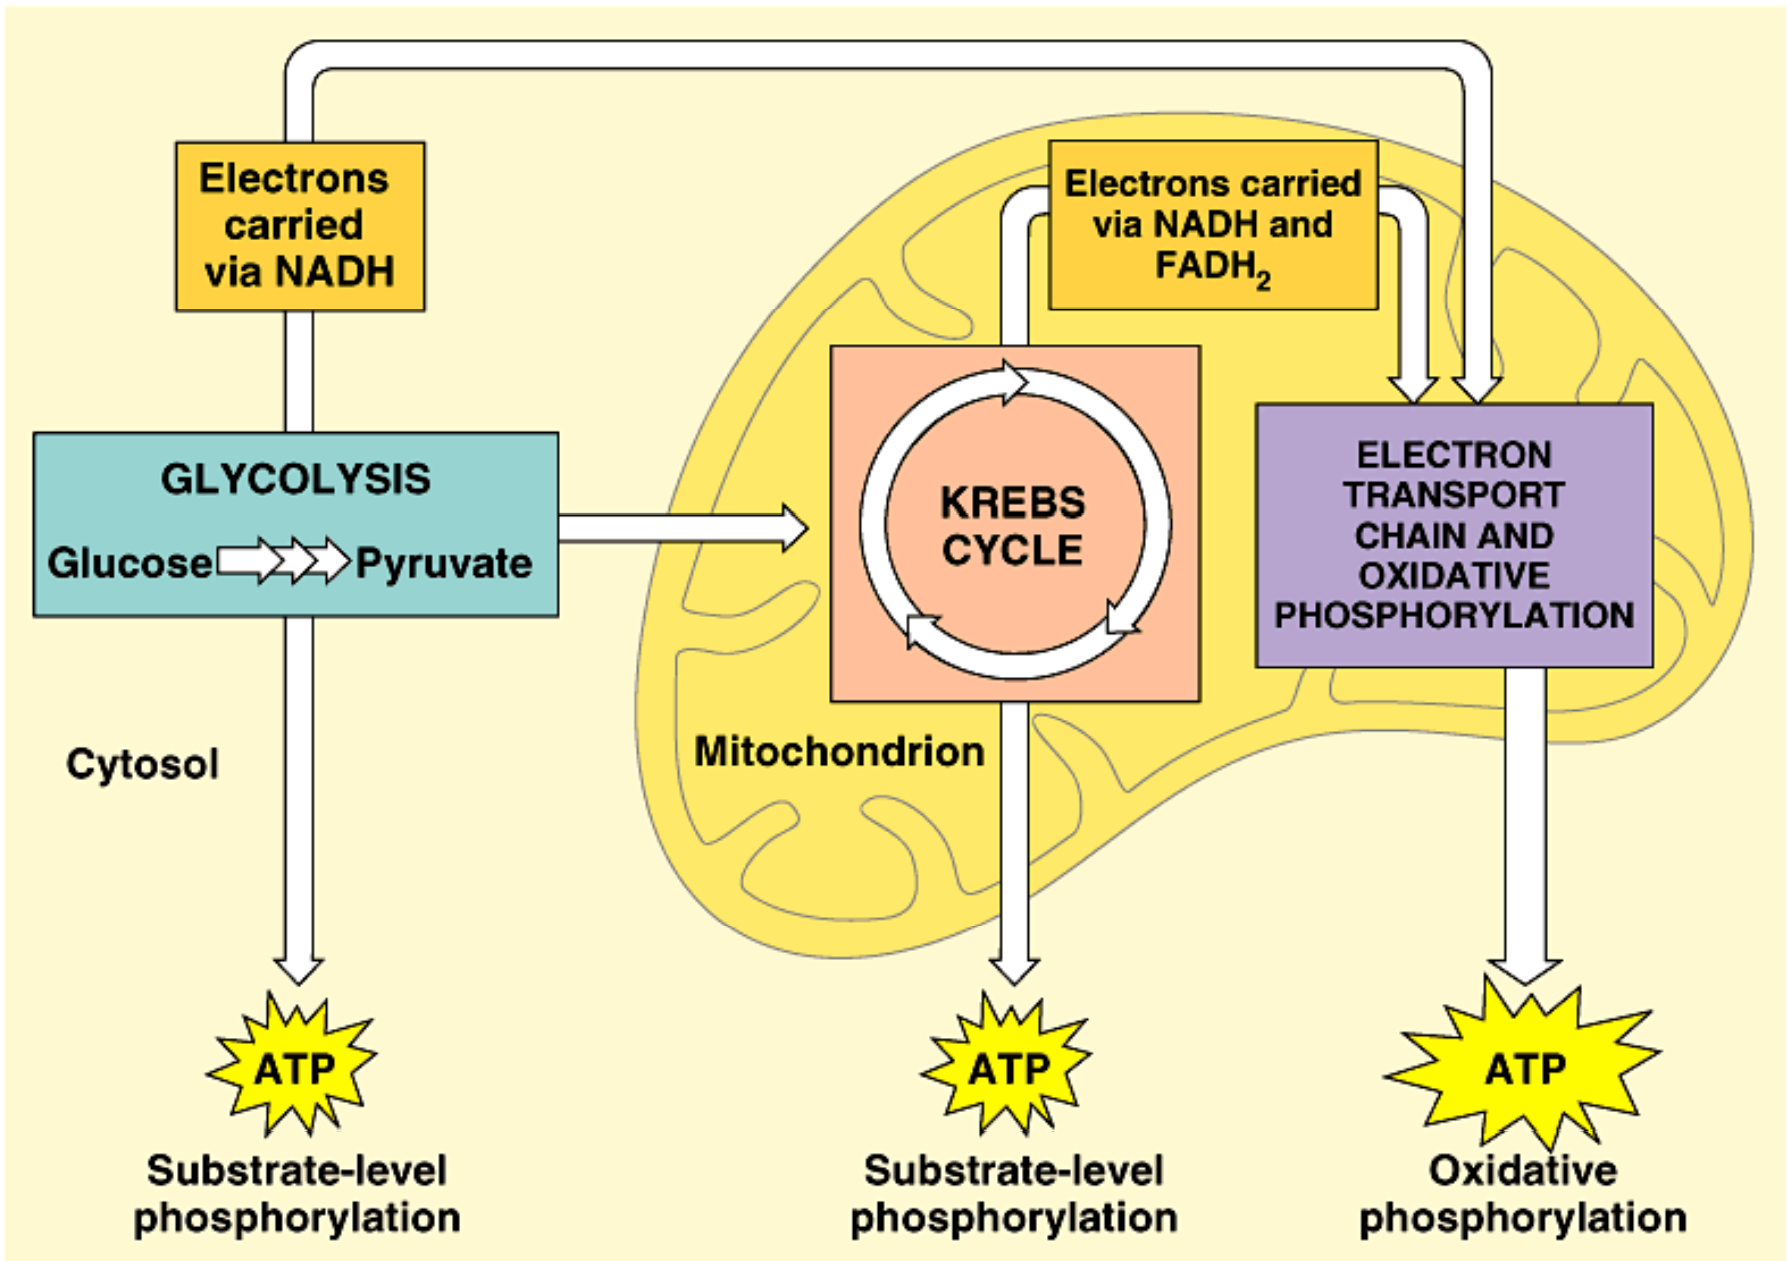 Electrons
carried
via NADH
Electrons carried
via NADH and
FADH₂
GLYCOLYSIS
Glucose Pyruvate
KREBS
CYCLE
ELECTRON
TRANSPORT
CHAIN AND
OXIDATIVE
PHOSPHORYLATION
Cytosol
Mitochondrion
ATP
Substrate-level
phosphorylation
ATP
Substrate-level
phosphorylation
ATP
Oxidative
phosphorylation